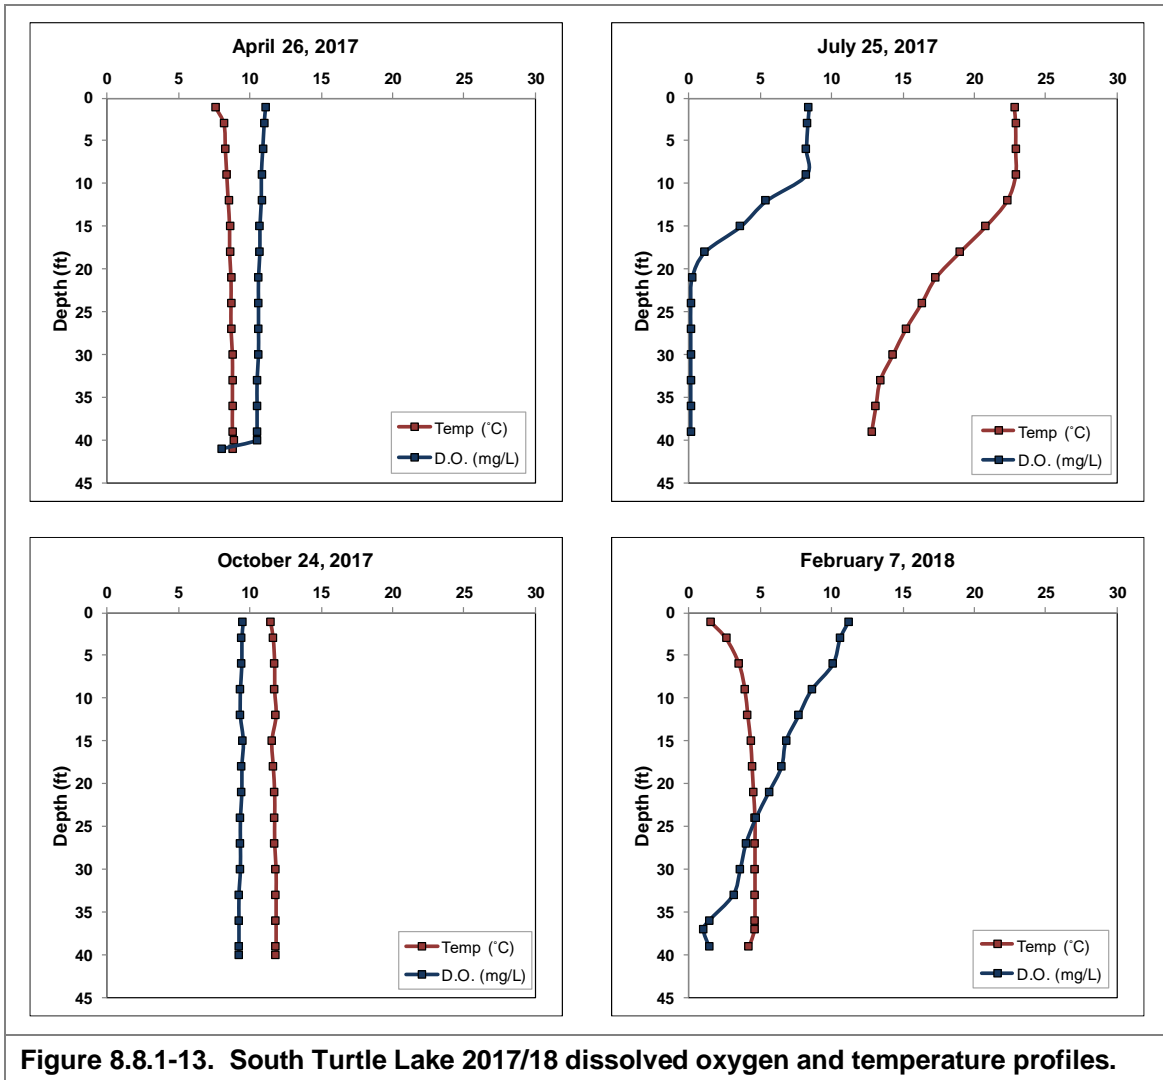 April 26, 2017
0 5 10 15 20 25 30
0
5
10
15
20
25
30
35
40
45
Depth (ft)
Temp (˚C)
D.O. (mg/L)
July 25, 2017
0 5 10 15 20 25 30
0
5
10
15
20
25
30
35
40
45
Depth (ft)
Temp (˚C)
D.O. (mg/L)
October 24, 2017
0 5 10 15 20 25 30
0
5
10
15
20
25
30
35
40
45
Depth (ft)
Temp (˚C)
D.O. (mg/L)
February 7, 2018
0 5 10 15 20 25 30
0
5
10
15
20
25
30
35
40
45
Depth (ft)
Temp (˚C)
D.O. (mg/L)
Figure 8.8.1-13. South Turtle Lake 2017/18 dissolved oxygen and temperature profiles.